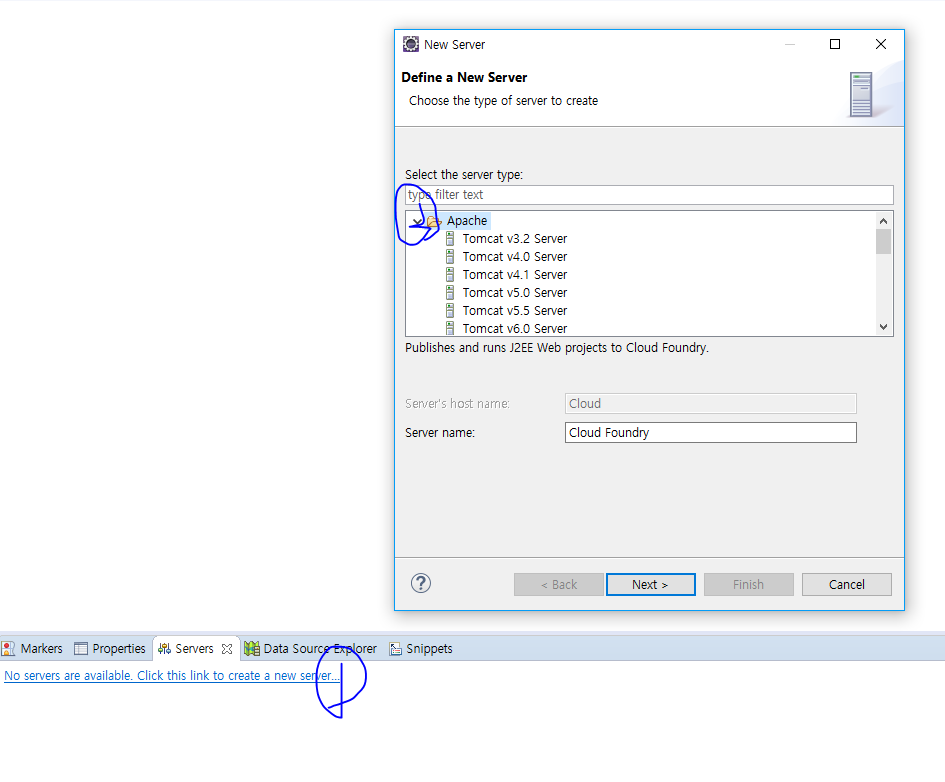 New Server
Define a New Server
Choose the type of server to create
Select the server type:
type filter text
Apache
Tomcat v3.2 Server
Tomcat v4.0 Server
Tomcat v4.1 Server
Tomcat v5.0 Server
Tomcat v5.5 Server
Tomcat v6.0 Server
Publishes and runs J2EE Web projects to Cloud Foundry.
Server's host name: Cloud
Server name: Cloud Foundry
? < Back Next > Finish Cancel
Markers Properties Servers Data Source Explorer Snippets
No servers are available. Click this link to create a new server...